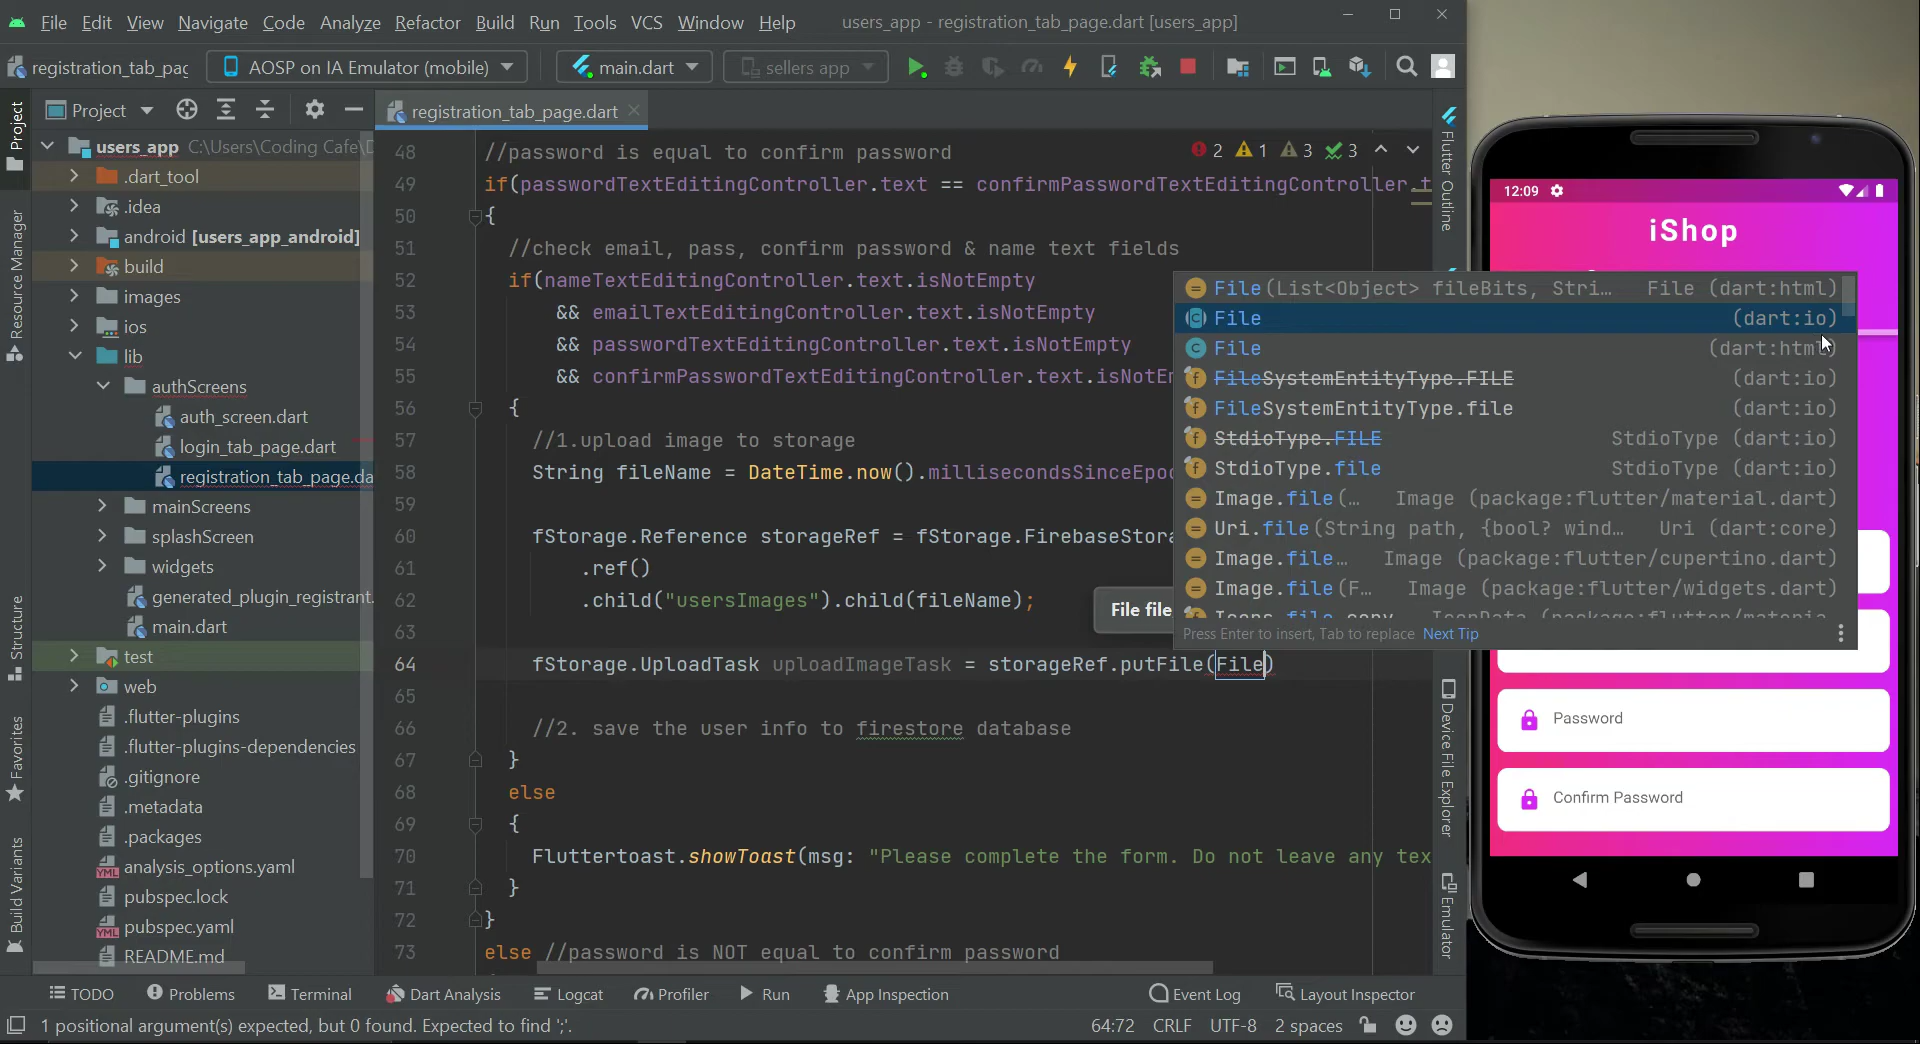 File Edit View Navigate Code Analyze Refactor Build Run Tools VCS Window Help users_app - registration_tab_page.dart [users_app]
registration_tab_pag AOSP on IA Emulator (mobile) main.dart sellers app
Project registration_tab_page.dart
users_app C:\Users\Coding Cafe\D
.dart_tool
.idea
android [users_app_android]
build
images
ios
lib
authScreens
auth_screen.dart
login_tab_page.dart
registration_tab_page.da
mainScreens
splashScreen
widgets
generated_plugin_registrant.
main.dart
test
web
.flutter-plugins
.flutter-plugins-dependencies
.gitignore
.metadata
.packages
analysis_options.yaml
pubspec.lock
pubspec.yaml
README.md
Project
Resource Manager
Structure
Favorites
Build Variants
2 1 3 3
48 //password is equal to confirm password
49 if(passwordTextEditingController.text == confirmPasswordTextEditingController.t
50 {
51 //check email, pass, confirm password & name text fields
52 if(nameTextEditingController.text.isNotEmpty
53 && emailTextEditingController.text.isNotEmpty
54 && passwordTextEditingController.text.isNotEmpty
55 && confirmPasswordTextEditingController.text.isNotEm
56 {
57 //1.upload image to storage
58 String fileName = DateTime.now().millisecondsSinceEpoc
59
60 fStorage.Reference storageRef = fStorage.FirebaseStora
61 .ref()
62 .child("usersImages").child(fileName);
63
64 fStorage.UploadTask uploadImageTask = storageRef.putFile(File)
65
66 //2. save the user info to firestore database
67 }
68 else
69 {
70 Fluttertoast.showToast(msg: "Please complete the form. Do not leave any tex
71 }
72 }
73 else //password is NOT equal to confirm password
File file
File(List<Object> fileBits, Stri... File (dart:html)
File (dart:io)
File (dart:html)
FileSystemEntityType.FILE (dart:io)
FileSystemEntityType.file (dart:io)
StdioType.FILE StdioType (dart:io)
StdioType.file StdioType (dart:io)
Image.file(… Image (package:flutter/material.dart)
Uri.file(String path, {bool? wind... Uri (dart:core)
Image.file… Image (package:flutter/cupertino.dart)
Image.file(F… Image (package:flutter/widgets.dart)
Press Enter to insert, Tab to replace Next Tip
Flutter Outline
Device File Explorer
Emulator
12:09
iShop
Password
Confirm Password
TODO Problems Terminal Dart Analysis Logcat Profiler Run App Inspection Event Log Layout Inspector
1 positional argument(s) expected, but 0 found. Expected to find ';'. 64:72 CRLF UTF-8 2 spaces